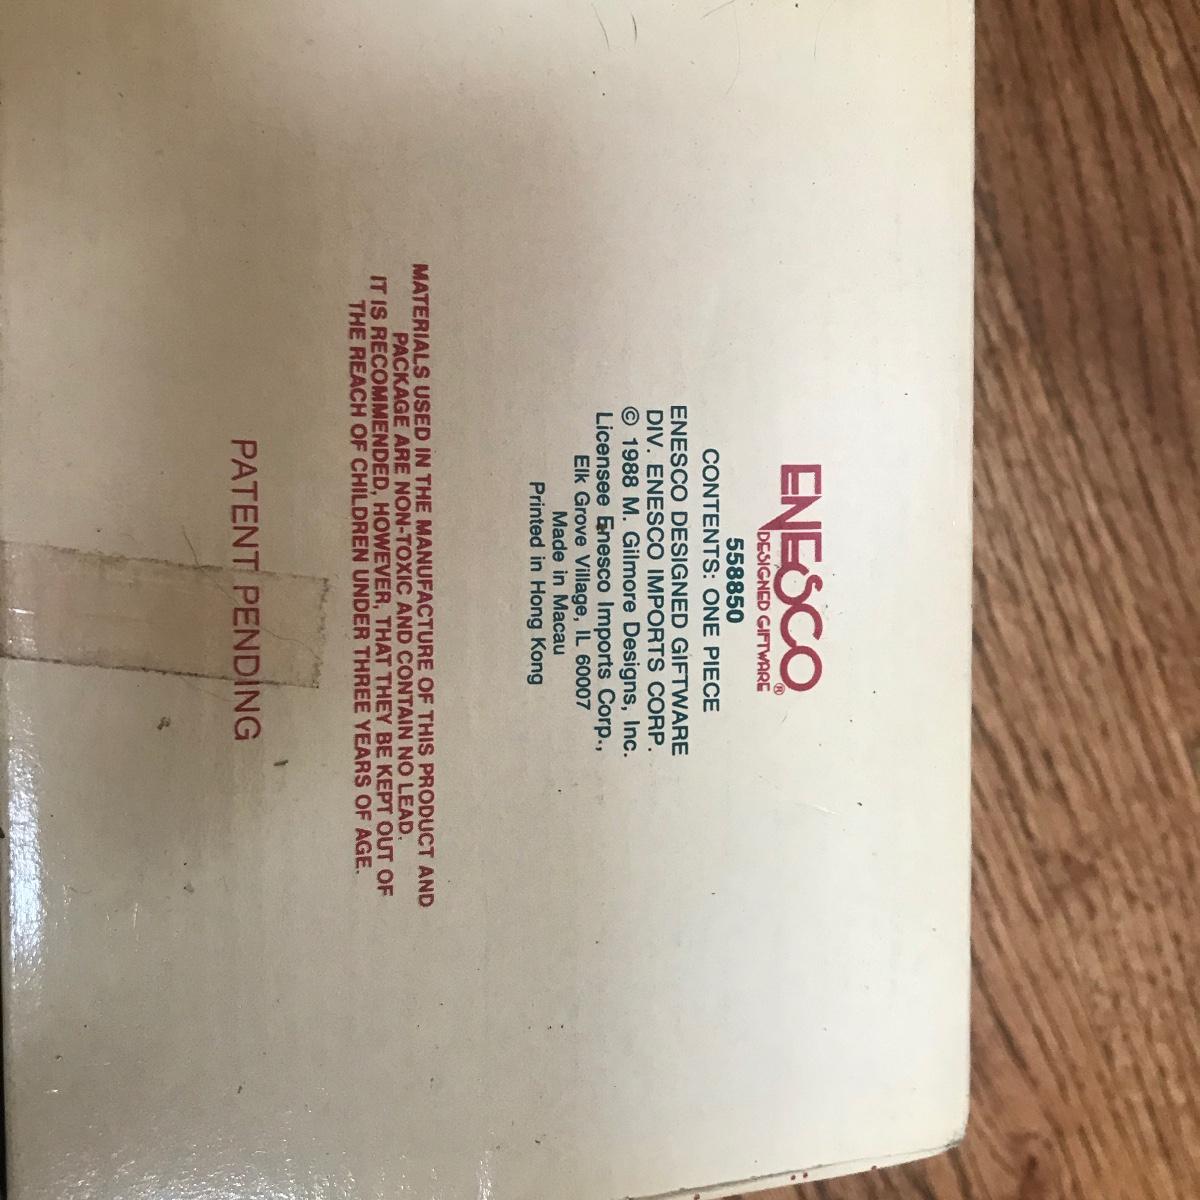 ENESCO®
DESIGNED GIFTWARE
558850
CONTENTS: ONE PIECE
ENESCO DESIGNED GIFTWARE
DIV. ENESCO IMPORTS CORP.
© 1988 M. Gilmore Designs, Inc.
Licensee Enesco Imports Corp.,
Elk Grove Village, IL 60007
Made in Macau
Printed in Hong Kong
MATERIALS USED IN THE MANUFACTURE OF THIS PRODUCT AND
PACKAGE ARE NON-TOXIC AND CONTAIN NO LEAD.
IT IS RECOMMENDED, HOWEVER, THAT THEY BE KEPT OUT OF
THE REACH OF CHILDREN UNDER THREE YEARS OF AGE.
PATENT PENDING